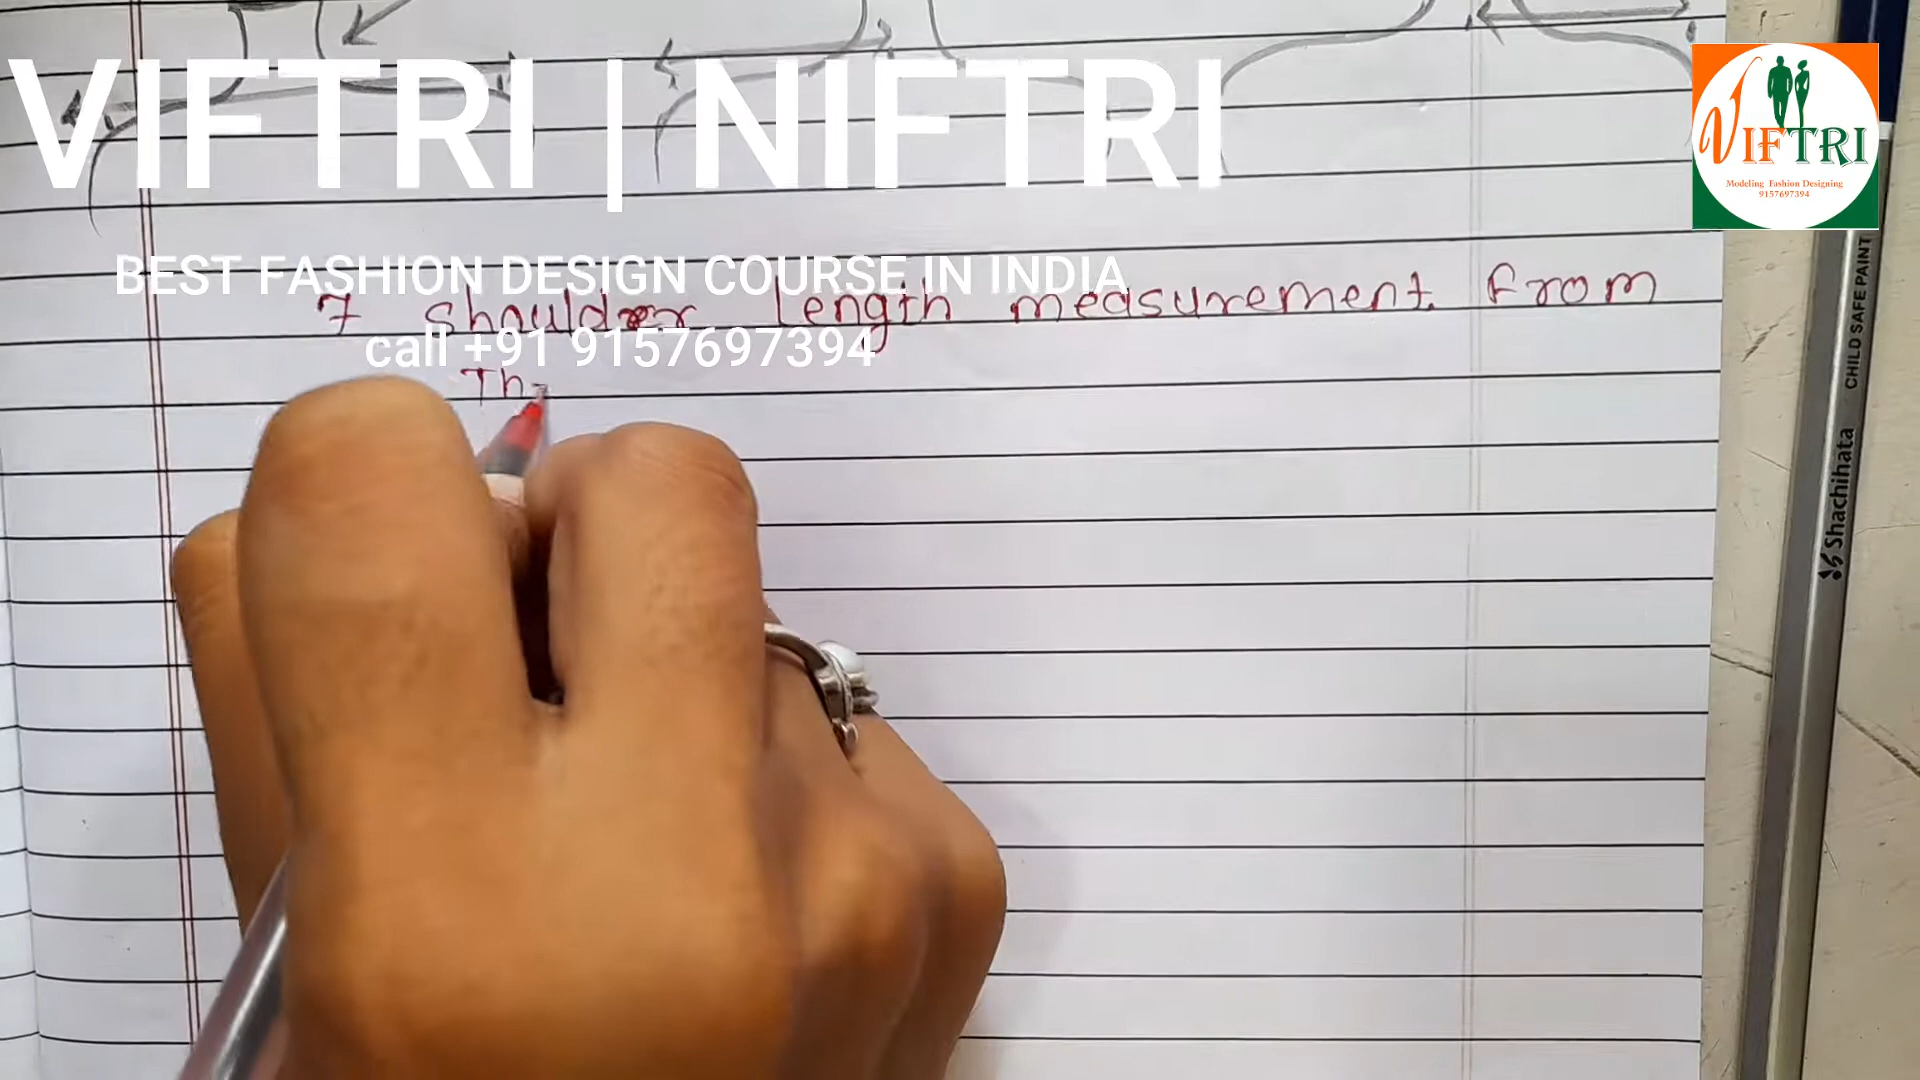 VIFTRI | NIFTRI
VIFTRI
Modeling Fashion Designing
9157697394
BEST FASHION DESIGN COURSE IN INDIA
7 shoulder length measurement from
call +91 9157697394
Th
CHILD SAFE PAINT
Shachihata